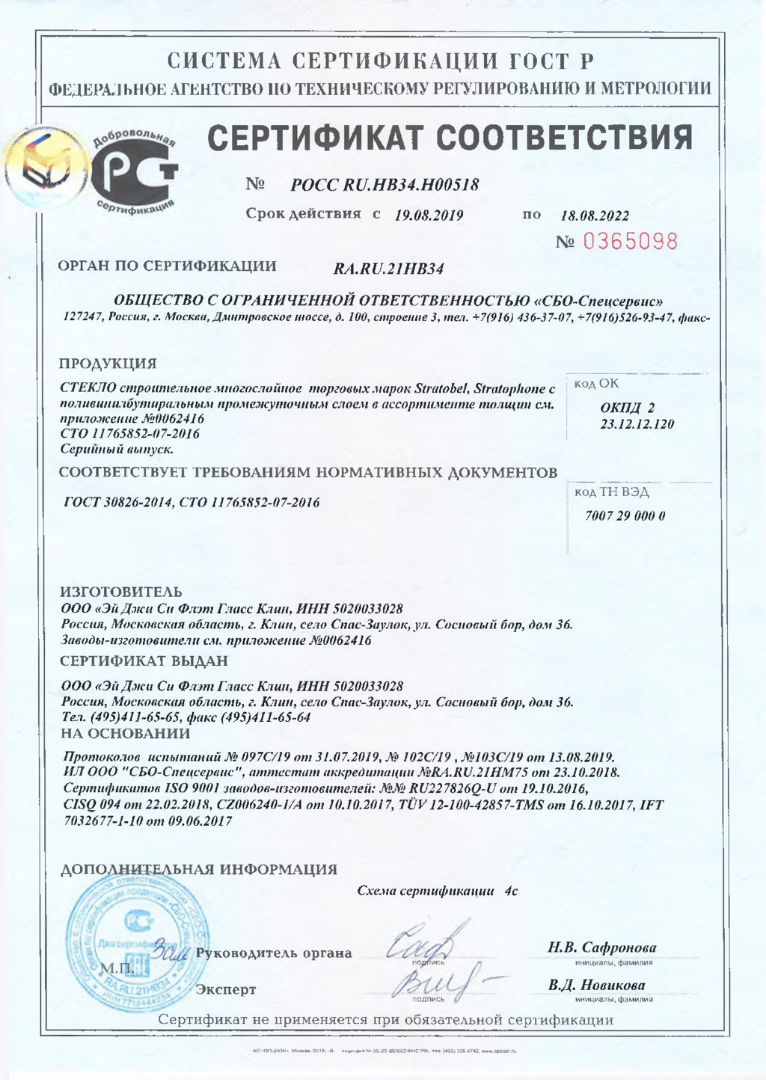 СИСТЕМА СЕРТИФИКАЦИИ ГОСТ Р
ФЕДЕРАЛЬНОЕ АГЕНТСТВО ПО ТЕХНИЧЕСКОМУ РЕГУЛИРОВАНИЮ И МЕТРОЛОГИИ
Добровольная
РСТ
сертификация
СЕРТИФИКАТ СООТВЕТСТВИЯ
№ РОСС RU.НВ34.Н00518
Срок действия с 19.08.2019 по 18.08.2022
№ 0365098
ОРГАН ПО СЕРТИФИКАЦИИ RA.RU.21НВ34
ОБЩЕСТВО С ОГРАНИЧЕННОЙ ОТВЕТСТВЕННОСТЬЮ «СБО-Спецсервис»
127247, Россия, г. Москва, Дмитровское шоссе, д. 100, строение 3, тел. +7(916) 436-37-07, +7(916)526-93-47, факс-
ПРОДУКЦИЯ
СТЕКЛО строительное многослойное торговых марок Stratobel, Stratophone с
поливинилбутиральным промежуточным слоем в ассортименте толщин см.
приложение №0062416
СТО 11765852-07-2016
Серийный выпуск.
код ОК
ОКПД 2
23.12.12.120
СООТВЕТСТВУЕТ ТРЕБОВАНИЯМ НОРМАТИВНЫХ ДОКУМЕНТОВ
ГОСТ 30826-2014, СТО 11765852-07-2016
код ТН ВЭД
7007 29 000 0
ИЗГОТОВИТЕЛЬ
ООО «Эй Джи Си Флэт Гласс Клин, ИНН 5020033028
Россия, Московская область, г. Клин, село Спас-Заулок, ул. Сосновый бор, дом 36.
Заводы-изготовители см. приложение №0062416
СЕРТИФИКАТ ВЫДАН
ООО «Эй Джи Си Флэт Гласс Клин, ИНН 5020033028
Россия, Московская область, г. Клин, село Спас-Заулок, ул. Сосновый бор, дом 36.
Тел. (495)411-65-65, факс (495)411-65-64
НА ОСНОВАНИИ
Протоколов испытаний № 097С/19 от 31.07.2019, № 102С/19 , №103С/19 от 13.08.2019.
ИЛ ООО "СБО-Спецсервис", аттестат аккредитации №RA.RU.21НМ75 от 23.10.2018.
Сертификатов ISO 9001 заводов-изготовителей: №№ RU227826Q-U от 19.10.2016,
CISQ 094 от 22.02.2018, CZ006240-1/A от 10.10.2017, TÜV 12-100-42857-TMS от 16.10.2017, IFT
7032677-1-10 от 09.06.2017
ДОПОЛНИТЕЛЬНАЯ ИНФОРМАЦИЯ
Схема сертификации 4с
Для сертификатов
RA.RU.21НВ34
М.П.
Зам Руководитель органа
подпись
Н.В. Сафронова
инициалы, фамилия
Эксперт
подпись
В.Д. Новикова
инициалы, фамилия
Сертификат не применяется при обязательной сертификации